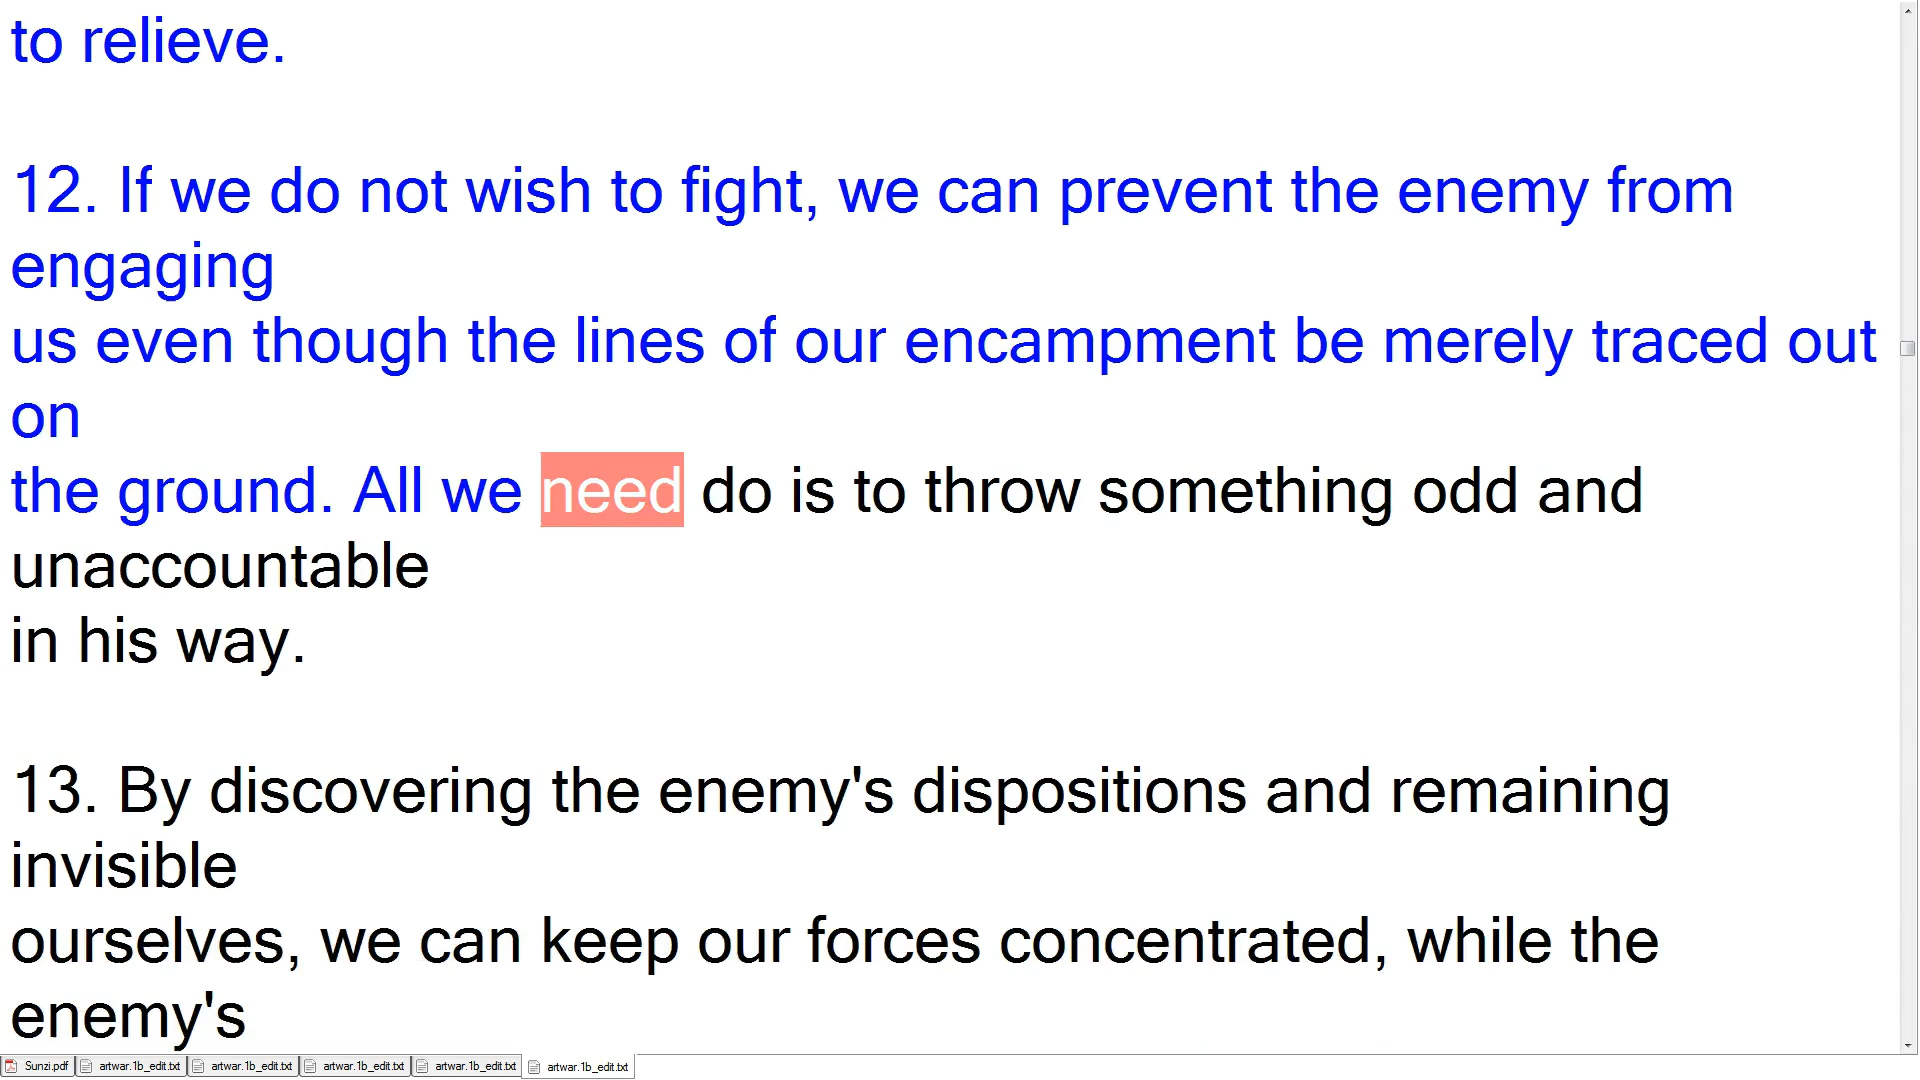 to relieve.
12. If we do not wish to fight, we can prevent the enemy from
engaging
us even though the lines of our encampment be merely traced out
on
the ground. All we need do is to throw something odd and
unaccountable
in his way.
13. By discovering the enemy's dispositions and remaining
invisible
ourselves, we can keep our forces concentrated, while the
enemy's
Sunzi.pdf artwar.1b_edit.txt artwar.1b_edit.txt artwar.1b_edit.txt artwar.1b_edit.txt artwar.1b_edit.txt